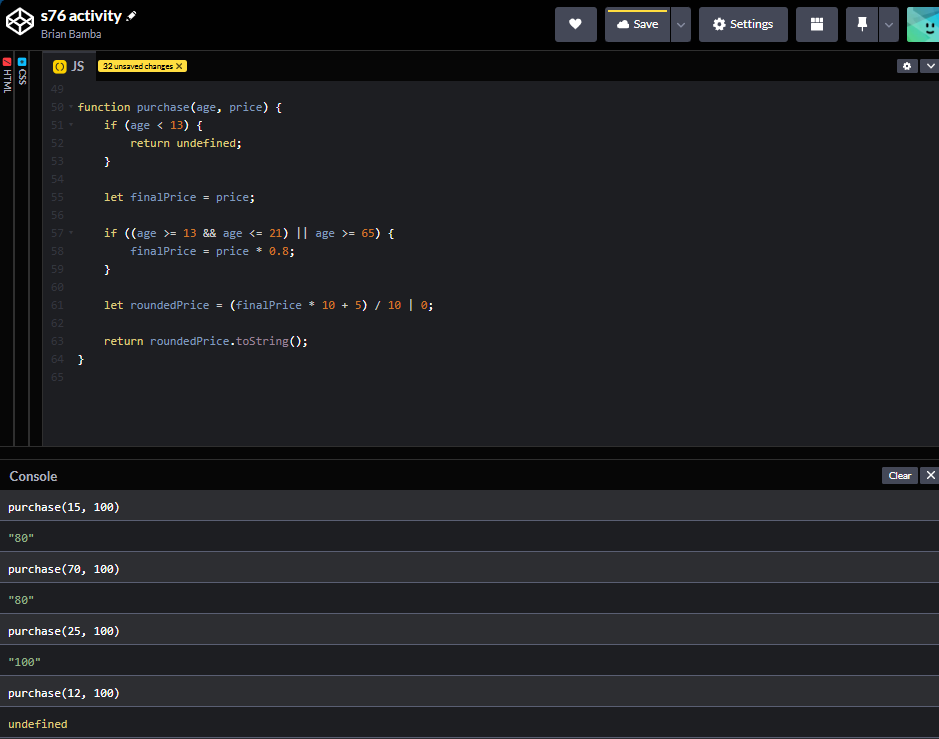 s76 activity
Brian Bamba
Save
Settings
HTML
CSS
JS
32 unsaved changes
49
50 function purchase(age, price) {
51 if (age < 13) {
52 return undefined;
53 }
54
55 let finalPrice = price;
56
57 if ((age >= 13 && age <= 21) || age >= 65) {
58 finalPrice = price * 0.8;
59 }
60
61 let roundedPrice = (finalPrice * 10 + 5) / 10 | 0;
62
63 return roundedPrice.toString();
64 }
65
Console
Clear
purchase(15, 100)
"80"
purchase(70, 100)
"80"
purchase(25, 100)
"100"
purchase(12, 100)
undefined